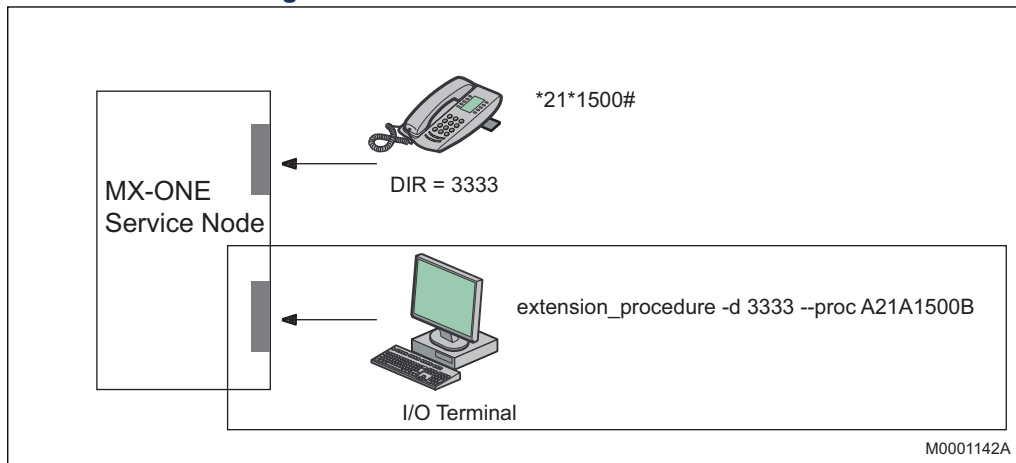 *21*1500#
DIR = 3333
MX-ONE
Service Node
extension_procedure -d 3333 --proc A21A1500B
I/O Terminal
M0001142A